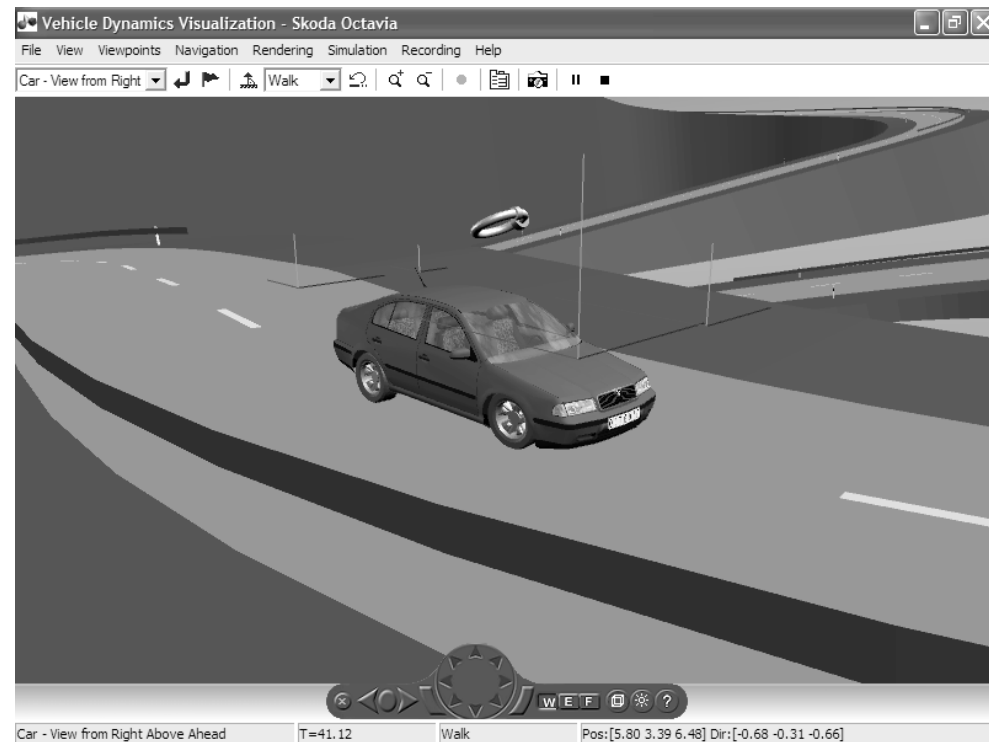 Vehicle Dynamics Visualization - Skoda Octavia
File View Viewpoints Navigation Rendering Simulation Recording Help
Car - View from Right Walk
W E F ?
Car - View from Right Above Ahead T=41.12 Walk Pos:[5.80 3.39 6.48] Dir:[-0.68 -0.31 -0.66]